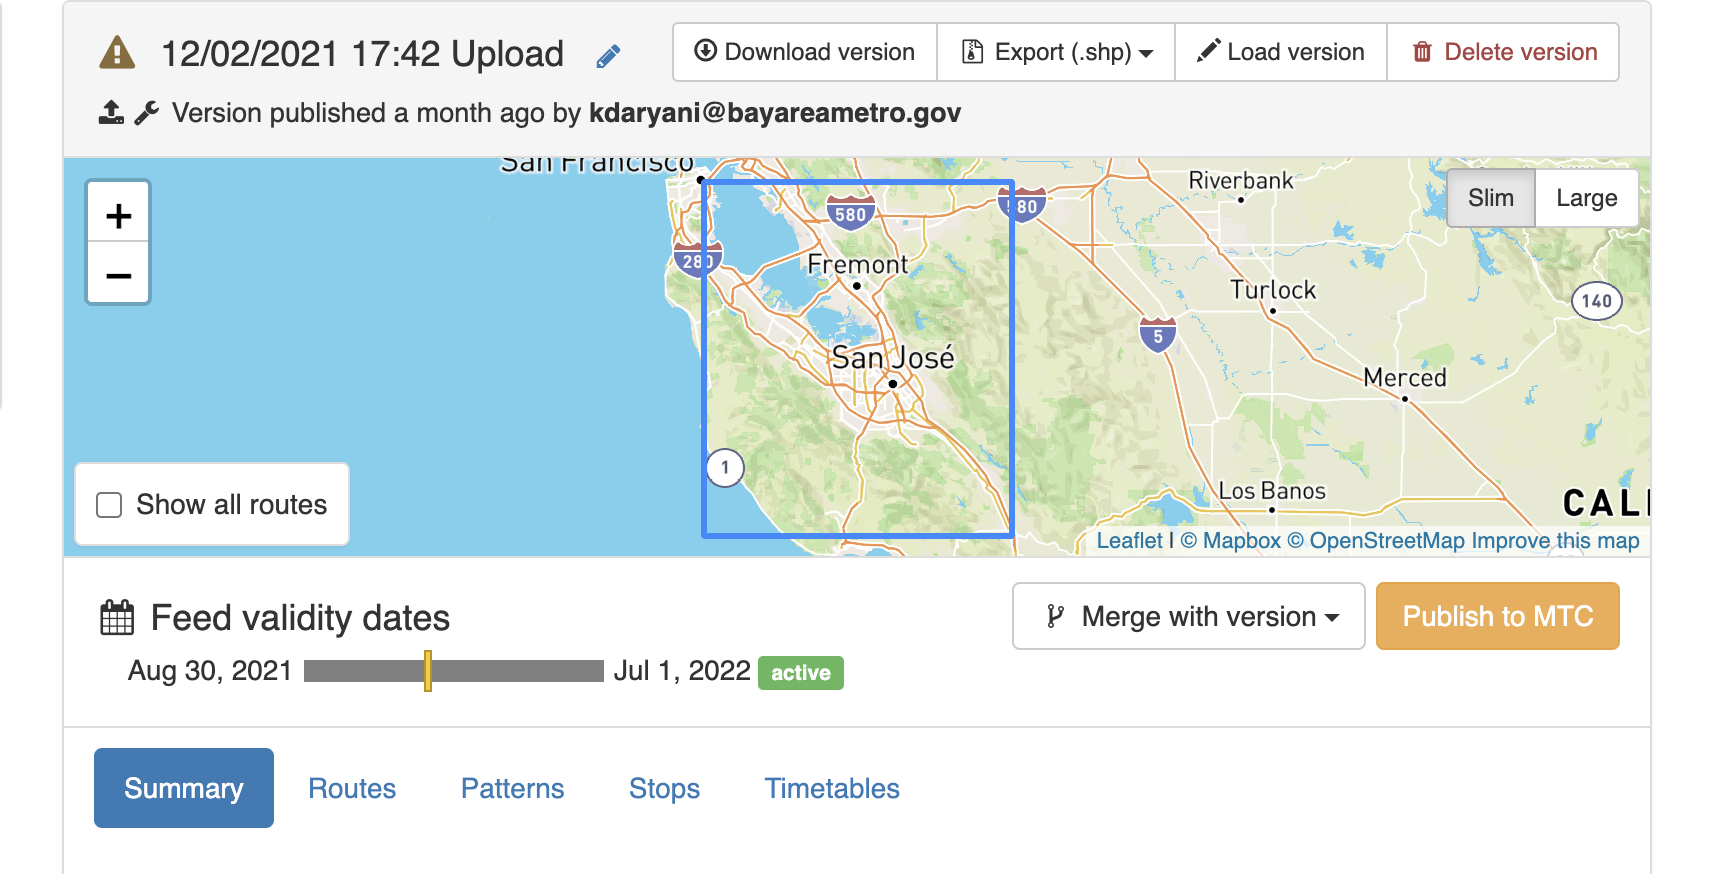 12/02/2021 17:42 Upload
Download version
Export (.shp)
Load version
Delete version
Version published a month ago by kdaryani@bayareametro.gov
+
−
San Francisco
580
580
280
Fremont
San José
1
Riverbank
Turlock
5
Merced
Los Banos
140
CALI
Slim
Large
Show all routes
Leaflet | © Mapbox © OpenStreetMap Improve this map
Feed validity dates
Aug 30, 2021
Jul 1, 2022
active
Merge with version
Publish to MTC
Summary
Routes
Patterns
Stops
Timetables